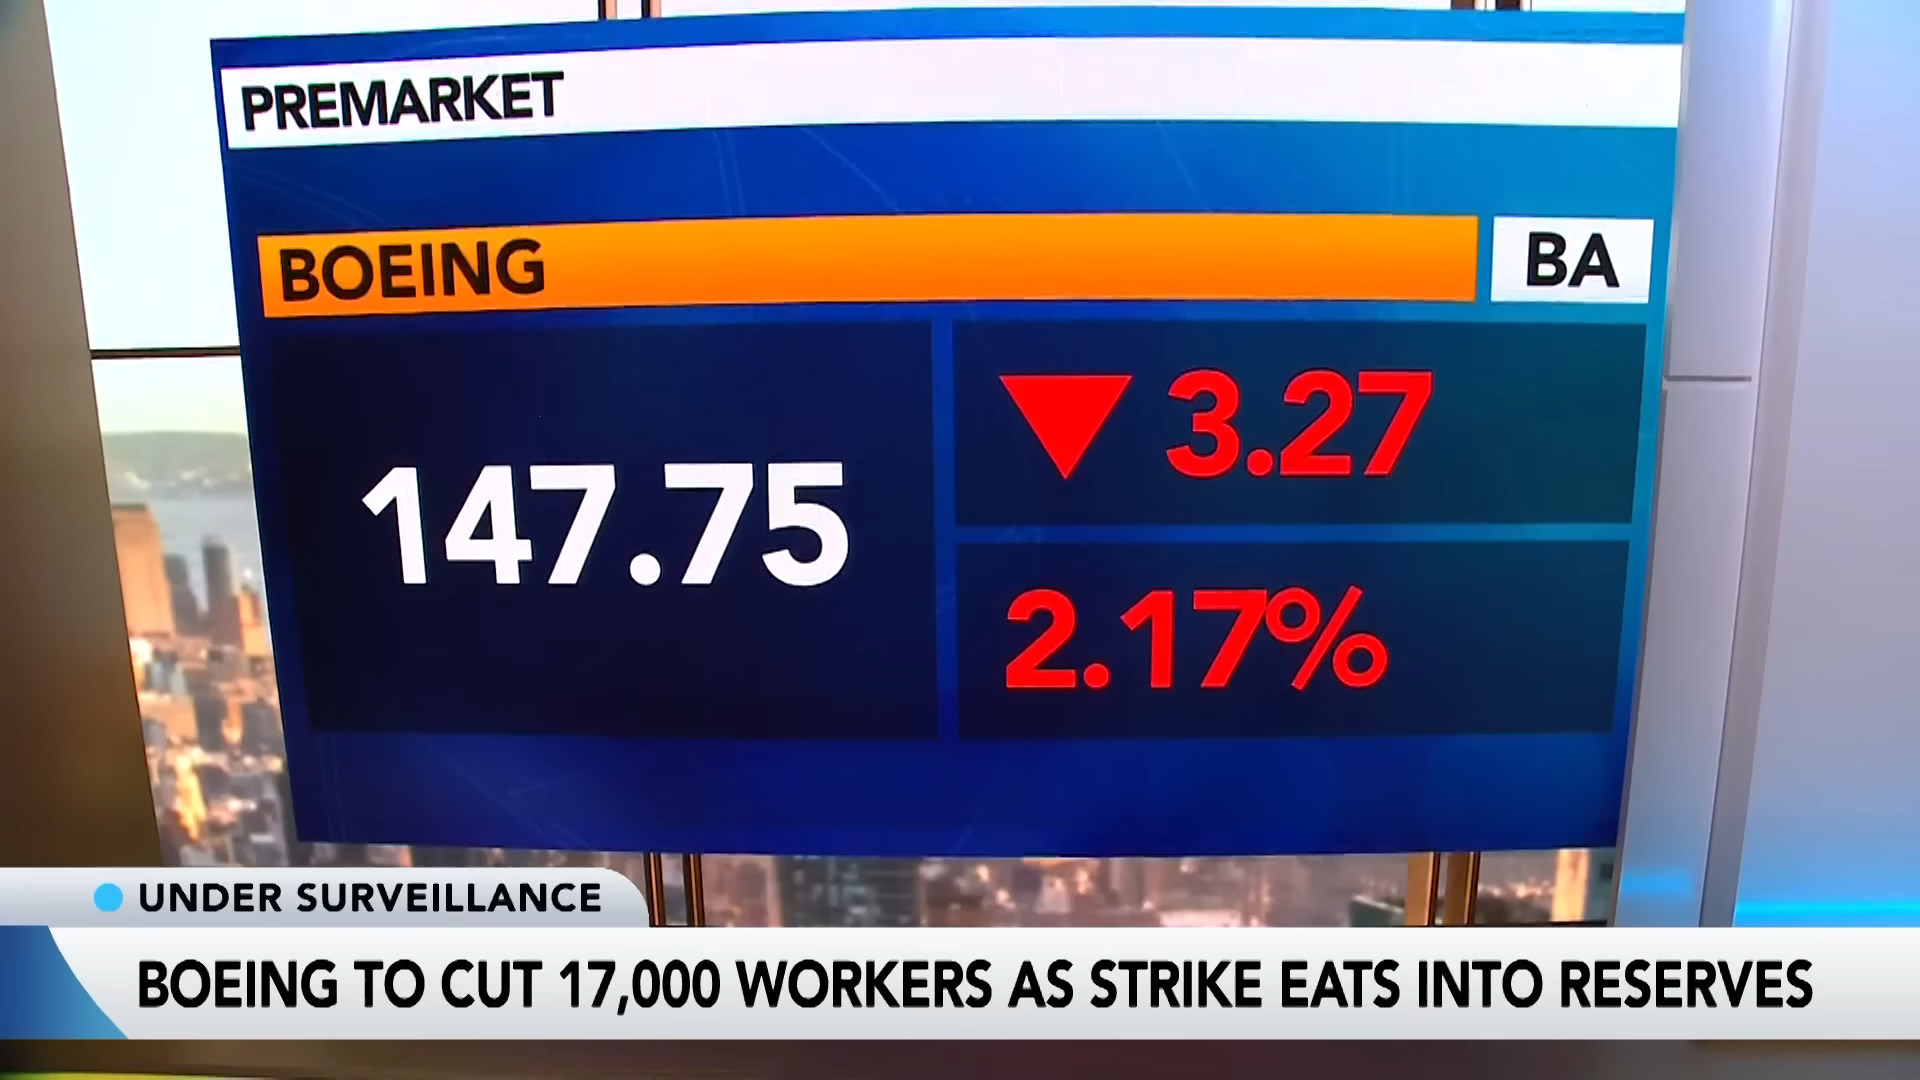 PREMARKET
BOEING
BA
147.75
▼ 3.27
2.17%
UNDER SURVEILLANCE
BOEING TO CUT 17,000 WORKERS AS STRIKE EATS INTO RESERVES